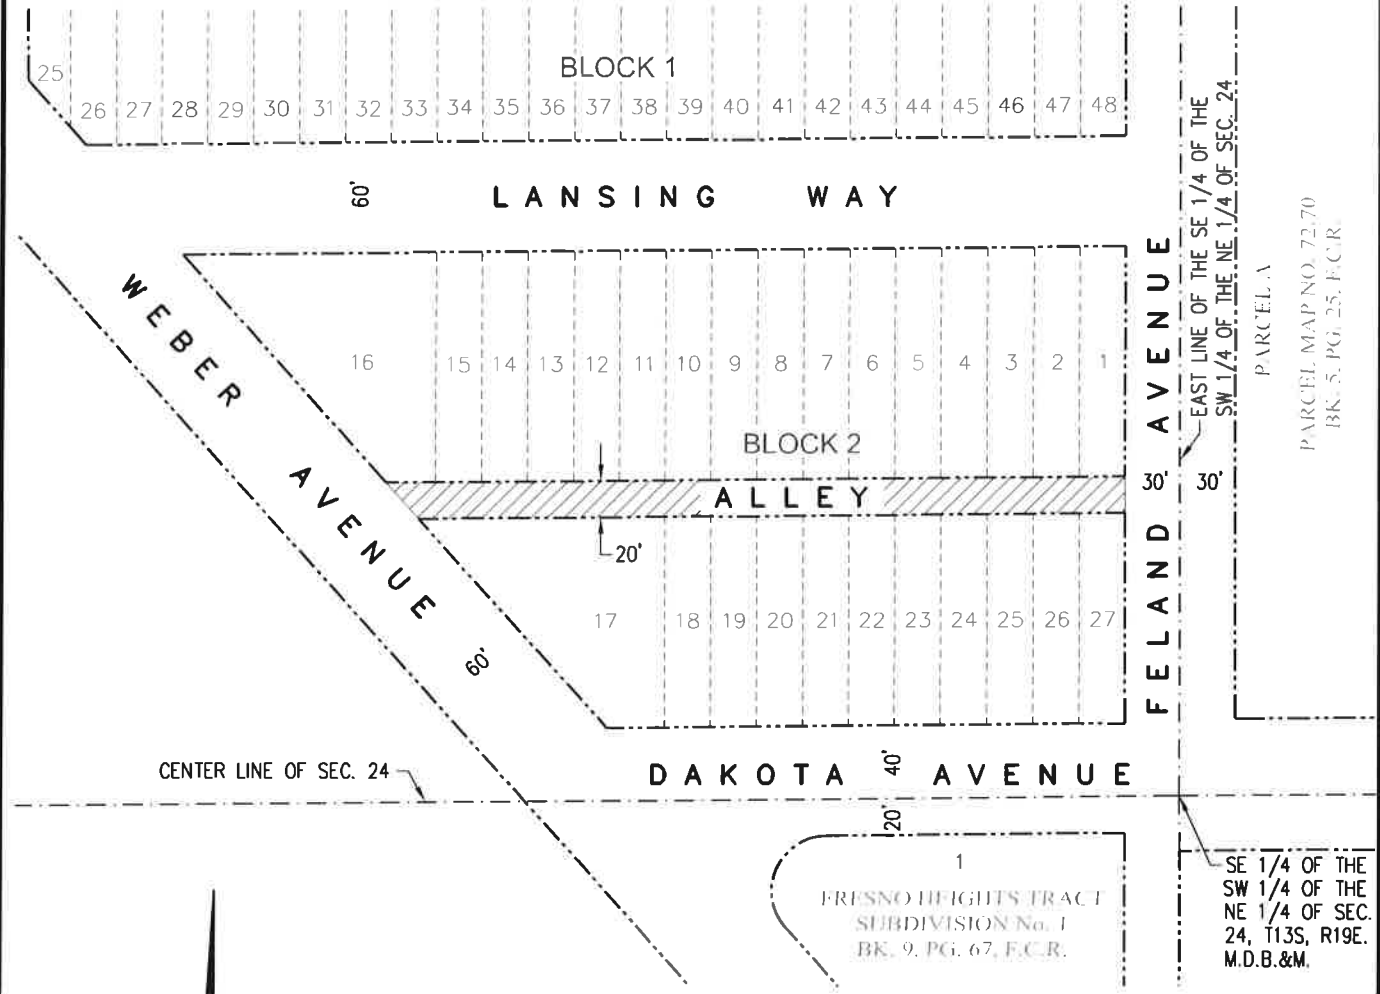 BLOCK 1
25
26 27 28 29 30 31 32 33 34 35 36 37 38 39 40 41 42 43 44 45 46 47 48
60'
LANSING WAY
WEBER AVENUE
60'
16 15 14 13 12 11 10 9 8 7 6 5 4 3 2 1
BLOCK 2
ALLEY
20'
17 18 19 20 21 22 23 24 25 26 27
FELAND AVENUE
30'
30'
EAST LINE OF THE SE 1/4 OF THE
SW 1/4 OF THE NE 1/4 OF SEC. 24
PARCEL A
PARCEL MAP NO. 72.70
BK. 5, PG. 25, F.C.R.
CENTER LINE OF SEC. 24
DAKOTA AVENUE
40'
20'
1
FRESNO HEIGHTS TRACT
SUBDIVISION No. 1
BK. 9, PG. 67, F.C.R.
SE 1/4 OF THE
SW 1/4 OF THE
NE 1/4 OF SEC.
24, T13S, R19E.
M.D.B.&M.